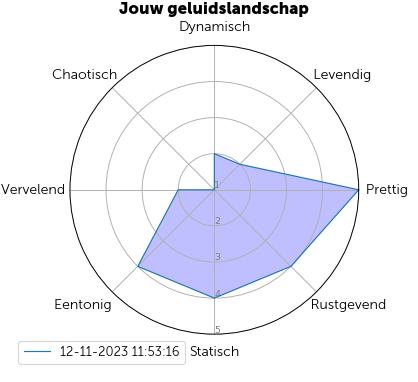 Jouw geluidslandschap
Dynamisch
Chaotisch
Levendig
Vervelend
1
Prettig
2
3
4
Eentonig
Rustgevend
5
12-11-2023 11:53:16
Statisch